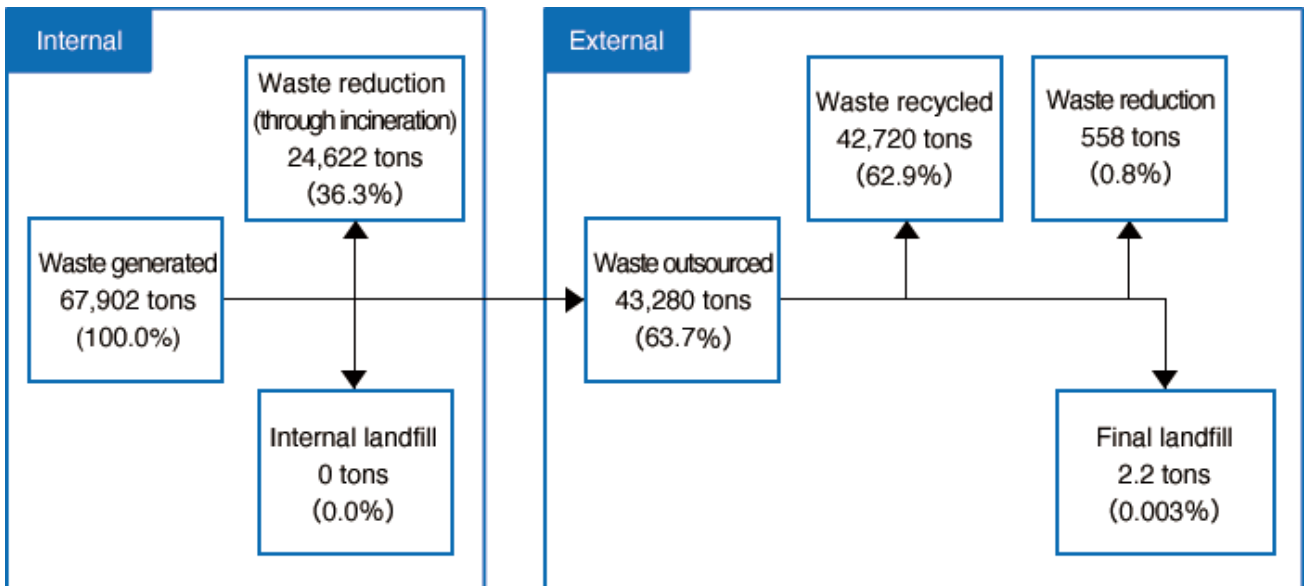 Internal
Waste reduction
(through incineration)
24,622 tons
(36.3%)
Waste generated
67,902 tons
(100.0%)
Internal landfill
0 tons
(0.0%)
External
Waste outsourced
43,280 tons
(63.7%)
Waste recycled
42,720 tons
(62.9%)
Waste reduction
558 tons
(0.8%)
Final landfill
2.2 tons
(0.003%)